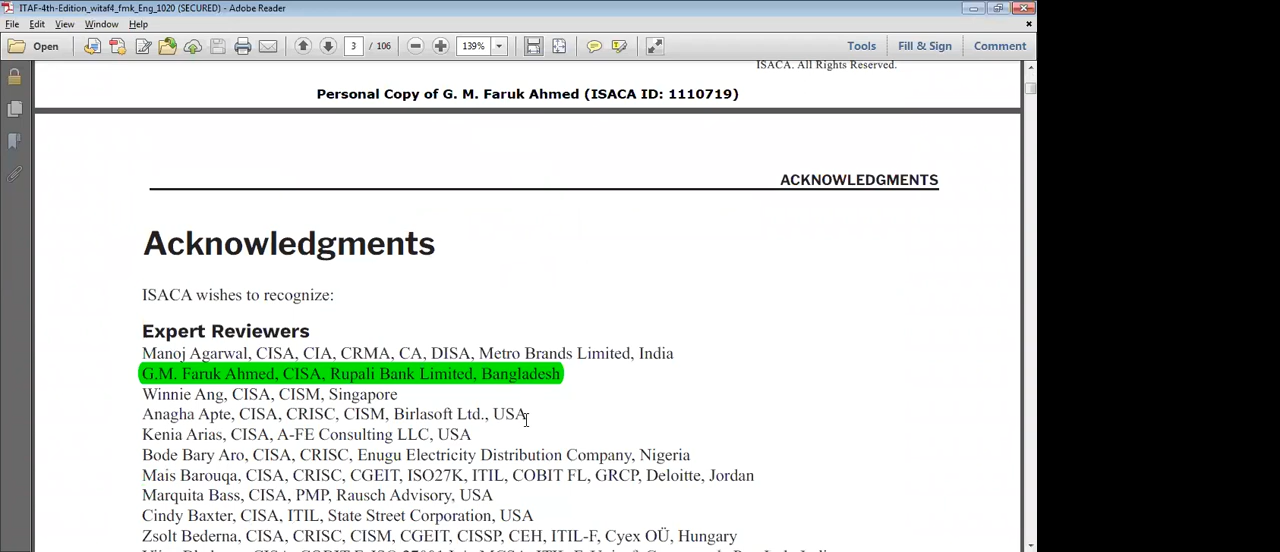 ITAF-4th-Edition_witaf4_fmk_Eng_1020 (SECURED) - Adobe Reader
File Edit View Window Help
Open 3 / 106 139% Tools Fill & Sign Comment
ISACA. All Rights Reserved.
Personal Copy of G. M. Faruk Ahmed (ISACA ID: 1110719)
ACKNOWLEDGMENTS
Acknowledgments
ISACA wishes to recognize:
Expert Reviewers
Manoj Agarwal, CISA, CIA, CRMA, CA, DISA, Metro Brands Limited, India
G.M. Faruk Ahmed, CISA, Rupali Bank Limited, Bangladesh
Winnie Ang, CISA, CISM, Singapore
Anagha Apte, CISA, CRISC, CISM, Birlasoft Ltd., USA
Kenia Arias, CISA, A-FE Consulting LLC, USA
Bode Bary Aro, CISA, CRISC, Enugu Electricity Distribution Company, Nigeria
Mais Barouqa, CISA, CRISC, CGEIT, ISO27K, ITIL, COBIT FL, GRCP, Deloitte, Jordan
Marquita Bass, CISA, PMP, Rausch Advisory, USA
Cindy Baxter, CISA, ITIL, State Street Corporation, USA
Zsolt Bederna, CISA, CRISC, CISM, CGEIT, CISSP, CEH, ITIL-F, Cyex OÜ, Hungary